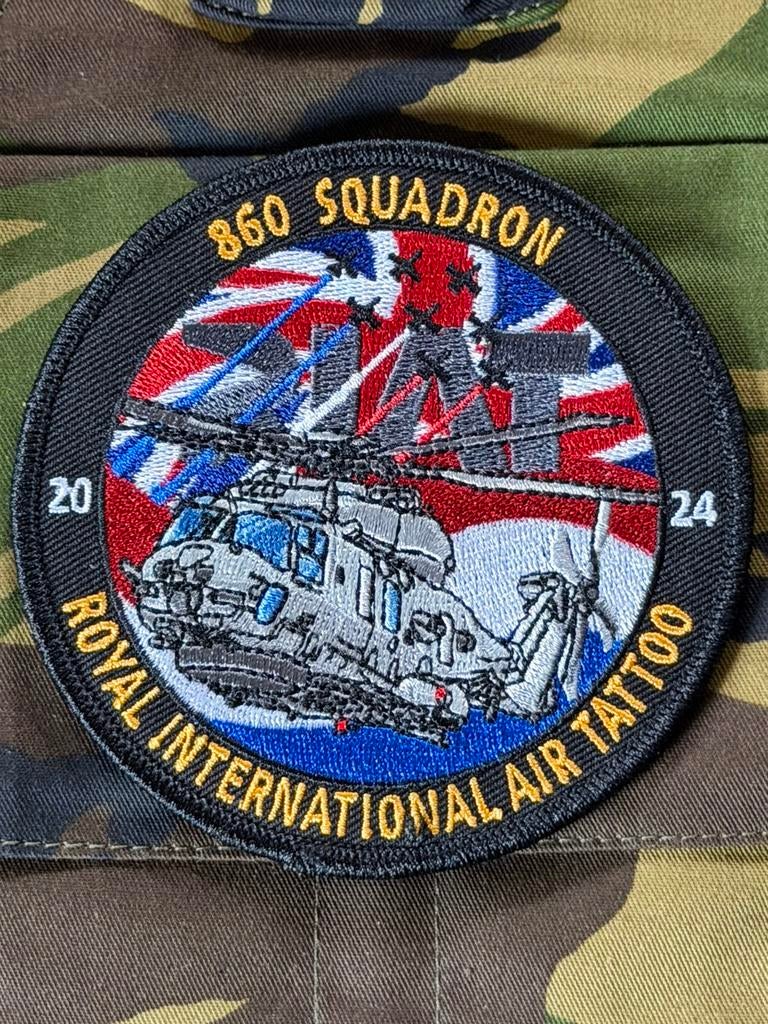 860 SQUADRON
RIAT
20 24
ROYAL INTERNATIONAL AIR TATTOO